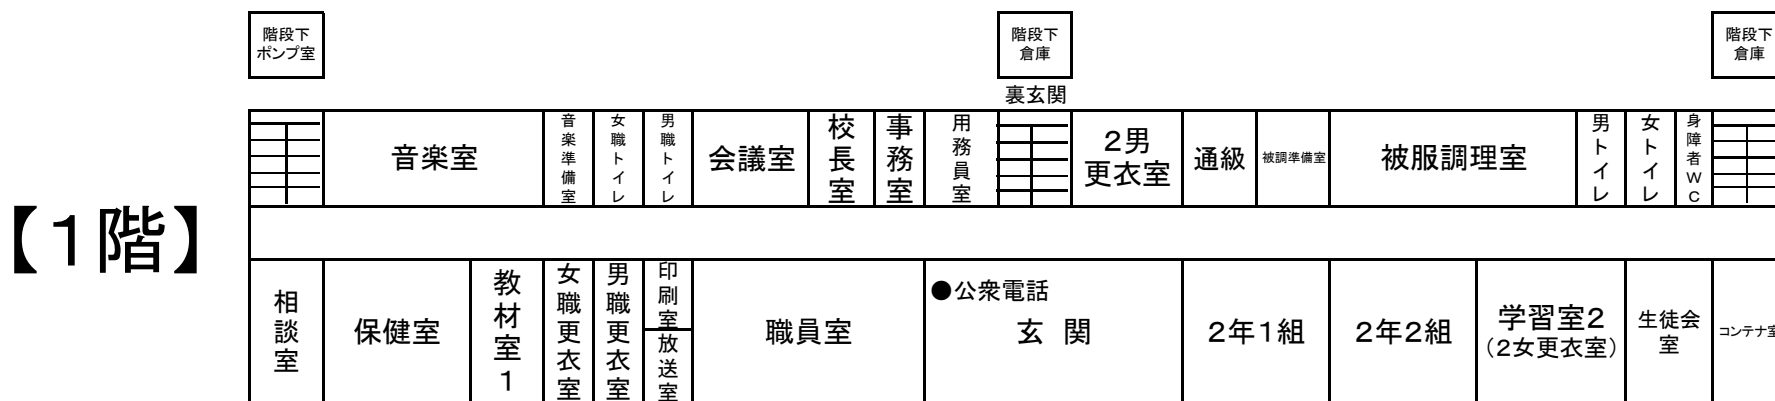 階段下
ポンプ室
階段下
倉庫
階段下
倉庫
裏玄関
音楽室
音楽準備室
女職トイレ
男職トイレ
会議室
校長室
事務室
用務員室
2男
更衣室
通級
被調準備室
被服調理室
男トイレ
女トイレ
身障者WC
【1階】
相談室
保健室
教材室1
女職更衣室
男職更衣室
印刷室
放送室
職員室
●公衆電話
玄 関
2年1組
2年2組
学習室2
(2女更衣室)
生徒会
室
コンテナ室